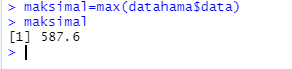 > maksimal=max(datahama$data)
> maksimal
[1] 587.6
>